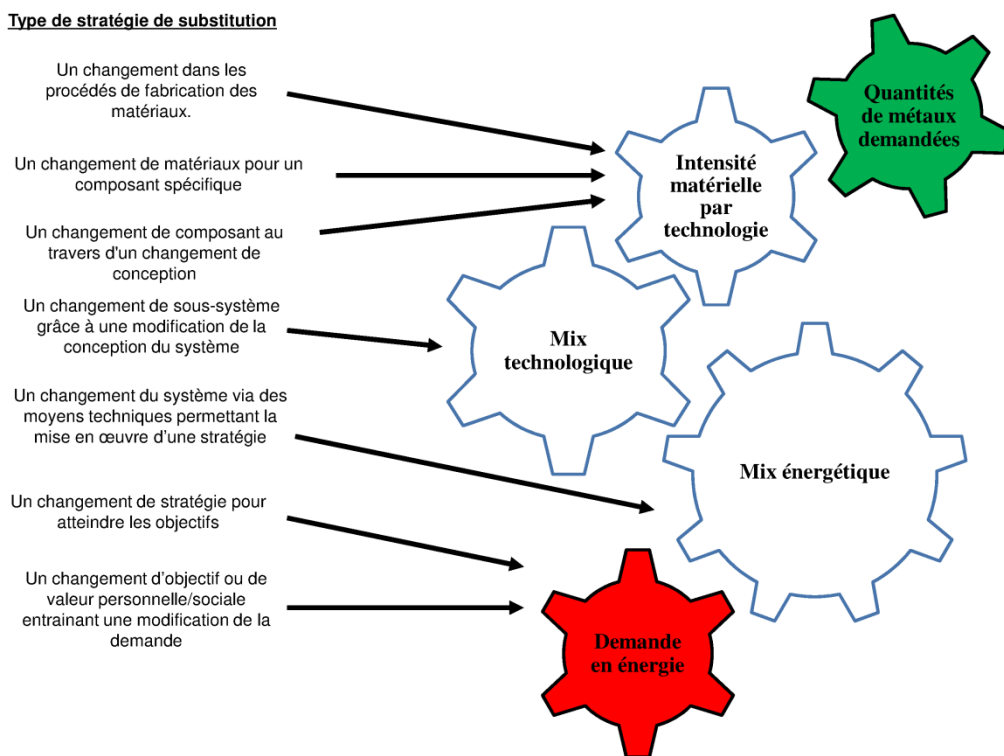 Type de stratégie de substitution
Un changement dans les
procédés de fabrication des
matériaux.
Un changement de matériaux pour un
composant spécifique
Un changement de composant au
travers d'un changement de
conception
Un changement de sous-système
grâce à une modification de la
conception du système
Un changement du système via des
moyens techniques permettant la
mise en œuvre d’une stratégie
Un changement de stratégie pour
atteindre les objectifs
Un changement d’objectif ou de
valeur personnelle/sociale
entrainant une modification de la
demande
Quantités
de métaux
demandées
Intensité
matérielle
par
technologie
Mix
technologique
Mix énergétique
Demande
en énergie